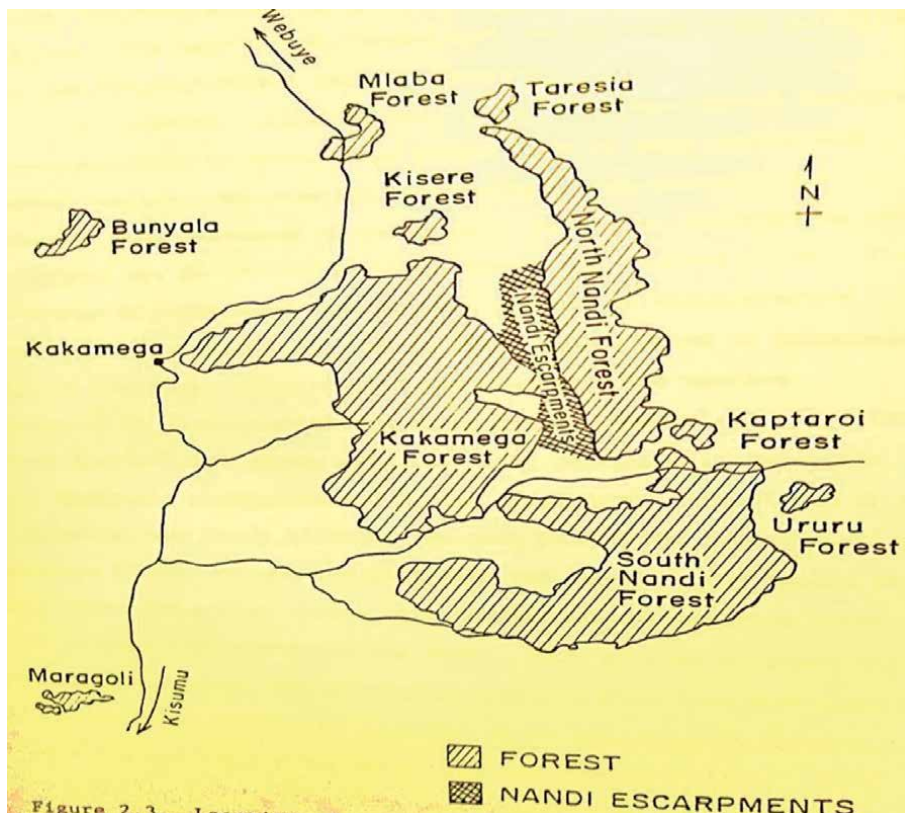 Webuye
Mlaba
Forest
Taresia
Forest
Kisere
Forest
N
Bunyala
Forest
North Nandi Forest
Nandi Escarpments
Kakamega
Kaptaroi
Forest
Kakamega
Forest
Ururu
Forest
South
Nandi
Forest
Maragoli
Kisumu
FOREST
NANDI ESCARPMENTS
Figure 2.3.